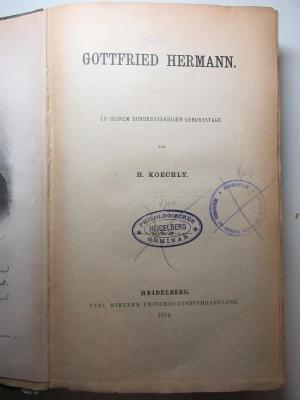 GOTTFRIED HERMANN.
ZU SEINEM HUNDERTJÄHRIGEN GEBURTSTAGE
VON
H. KOECHLY.
PHILOLOGISCHES
HEIDELBERG
SEMINAR
HEIDELBERG.
CARL WINTER'S UNIVERSITÄTSBUCHHANDLUNG.
1874.